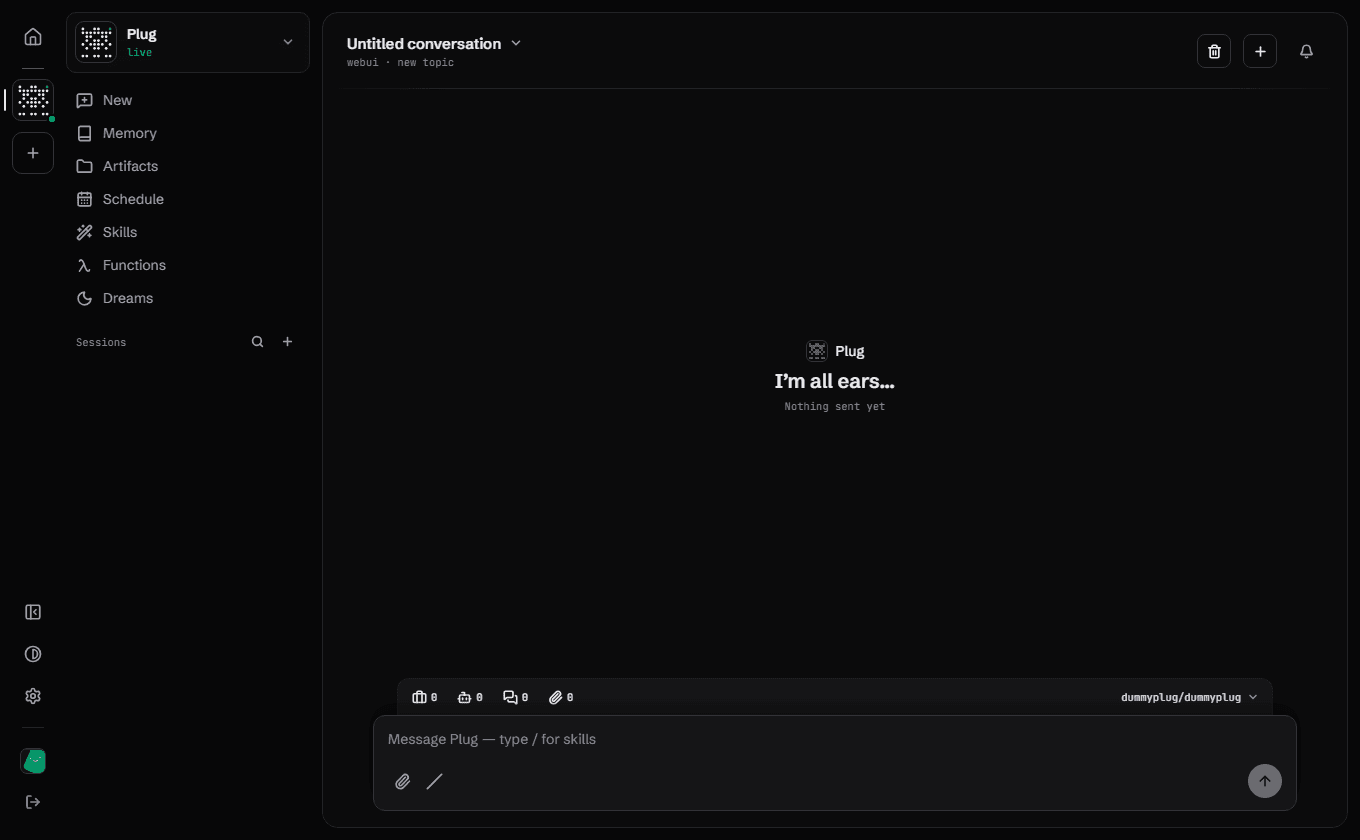 Plug
live
New
Memory
Artifacts
Schedule
Skills
λ Functions
Dreams
Sessions
Untitled conversation
webui · new topic
Plug
I'm all ears...
Nothing sent yet
0 0 0 0
dummyplug/dummyplug
Message Plug — type / for skills